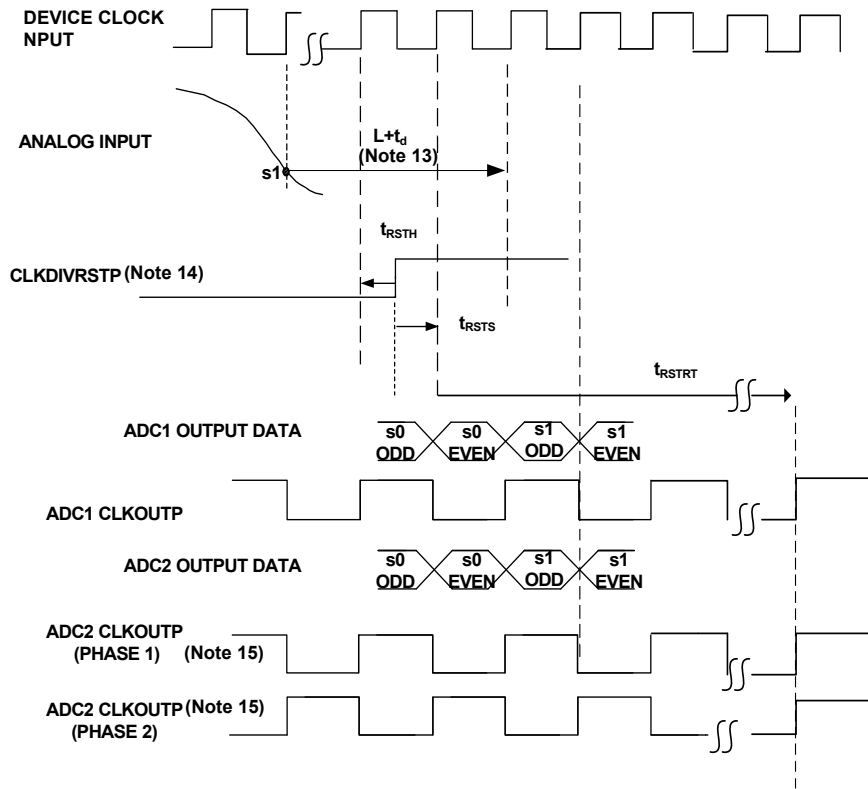 DEVICE CLOCK
NPUT
ANALOG INPUT
L+td
(Note 13)
s1
tRSTH
CLKDIVRSTP (Note 14)
tRSTS
tRSTRT
ADC1 OUTPUT DATA
s0 s0 s1 s1
ODD EVEN ODD EVEN
ADC1 CLKOUTP
ADC2 OUTPUT DATA
s0 s0 s1 s1
ODD EVEN ODD EVEN
ADC2 CLKOUTP
(PHASE 1) (Note 15)
ADC2 CLKOUTP (Note 15)
(PHASE 2)